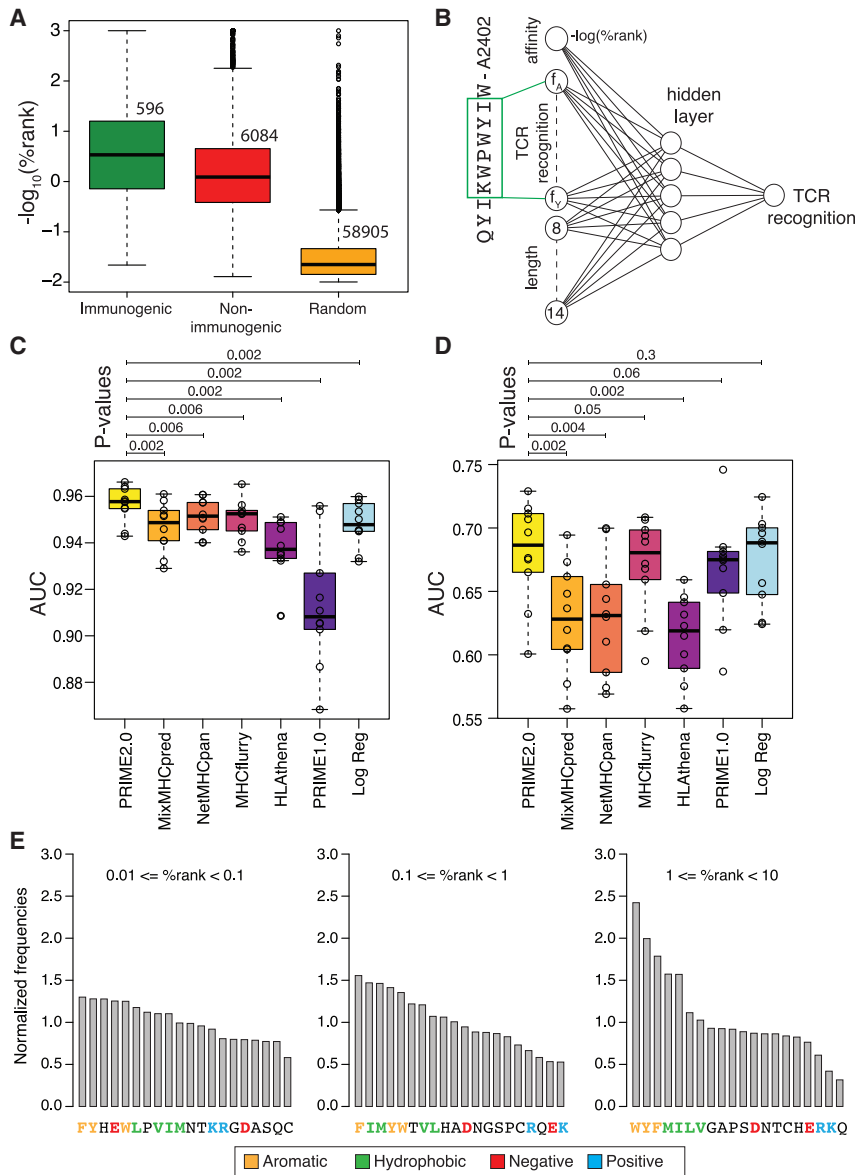 A
-log10(%rank)
3
2
1
0
−1
−2
596
6084
58905
Immunogenic
Non-
immunogenic
Random
B
QYIKWPWYIW - A2402
affinity
-log(%rank)
TCR
recognition
fA
fY
8
length
14
hidden
layer
TCR
recognition
C
P-values
0.002
0.002
0.002
0.006
0.006
0.002
AUC
0.96
0.94
0.92
0.90
0.88
PRIME2.0
MixMHCpred
NetMHCpan
MHCflurry
HLAthena
PRIME1.0
Log Reg
D
P-values
0.3
0.06
0.002
0.05
0.004
0.002
AUC
0.75
0.70
0.65
0.60
0.55
PRIME2.0
MixMHCpred
NetMHCpan
MHCflurry
HLAthena
PRIME1.0
Log Reg
E
Normalized frequencies
3.0
2.5
2.0
1.5
1.0
0.5
0.0
0.01 <= %rank < 0.1
FYHEWLPVIMNTKRGDASQC
3.0
2.5
2.0
1.5
1.0
0.5
0.0
0.1 <= %rank < 1
FIMYWTVLHADNGSPCRQEK
3.0
2.5
2.0
1.5
1.0
0.5
0.0
1 <= %rank < 10
WYFMILVGAPSDNTCHERKQ
Aromatic
Hydrophobic
Negative
Positive